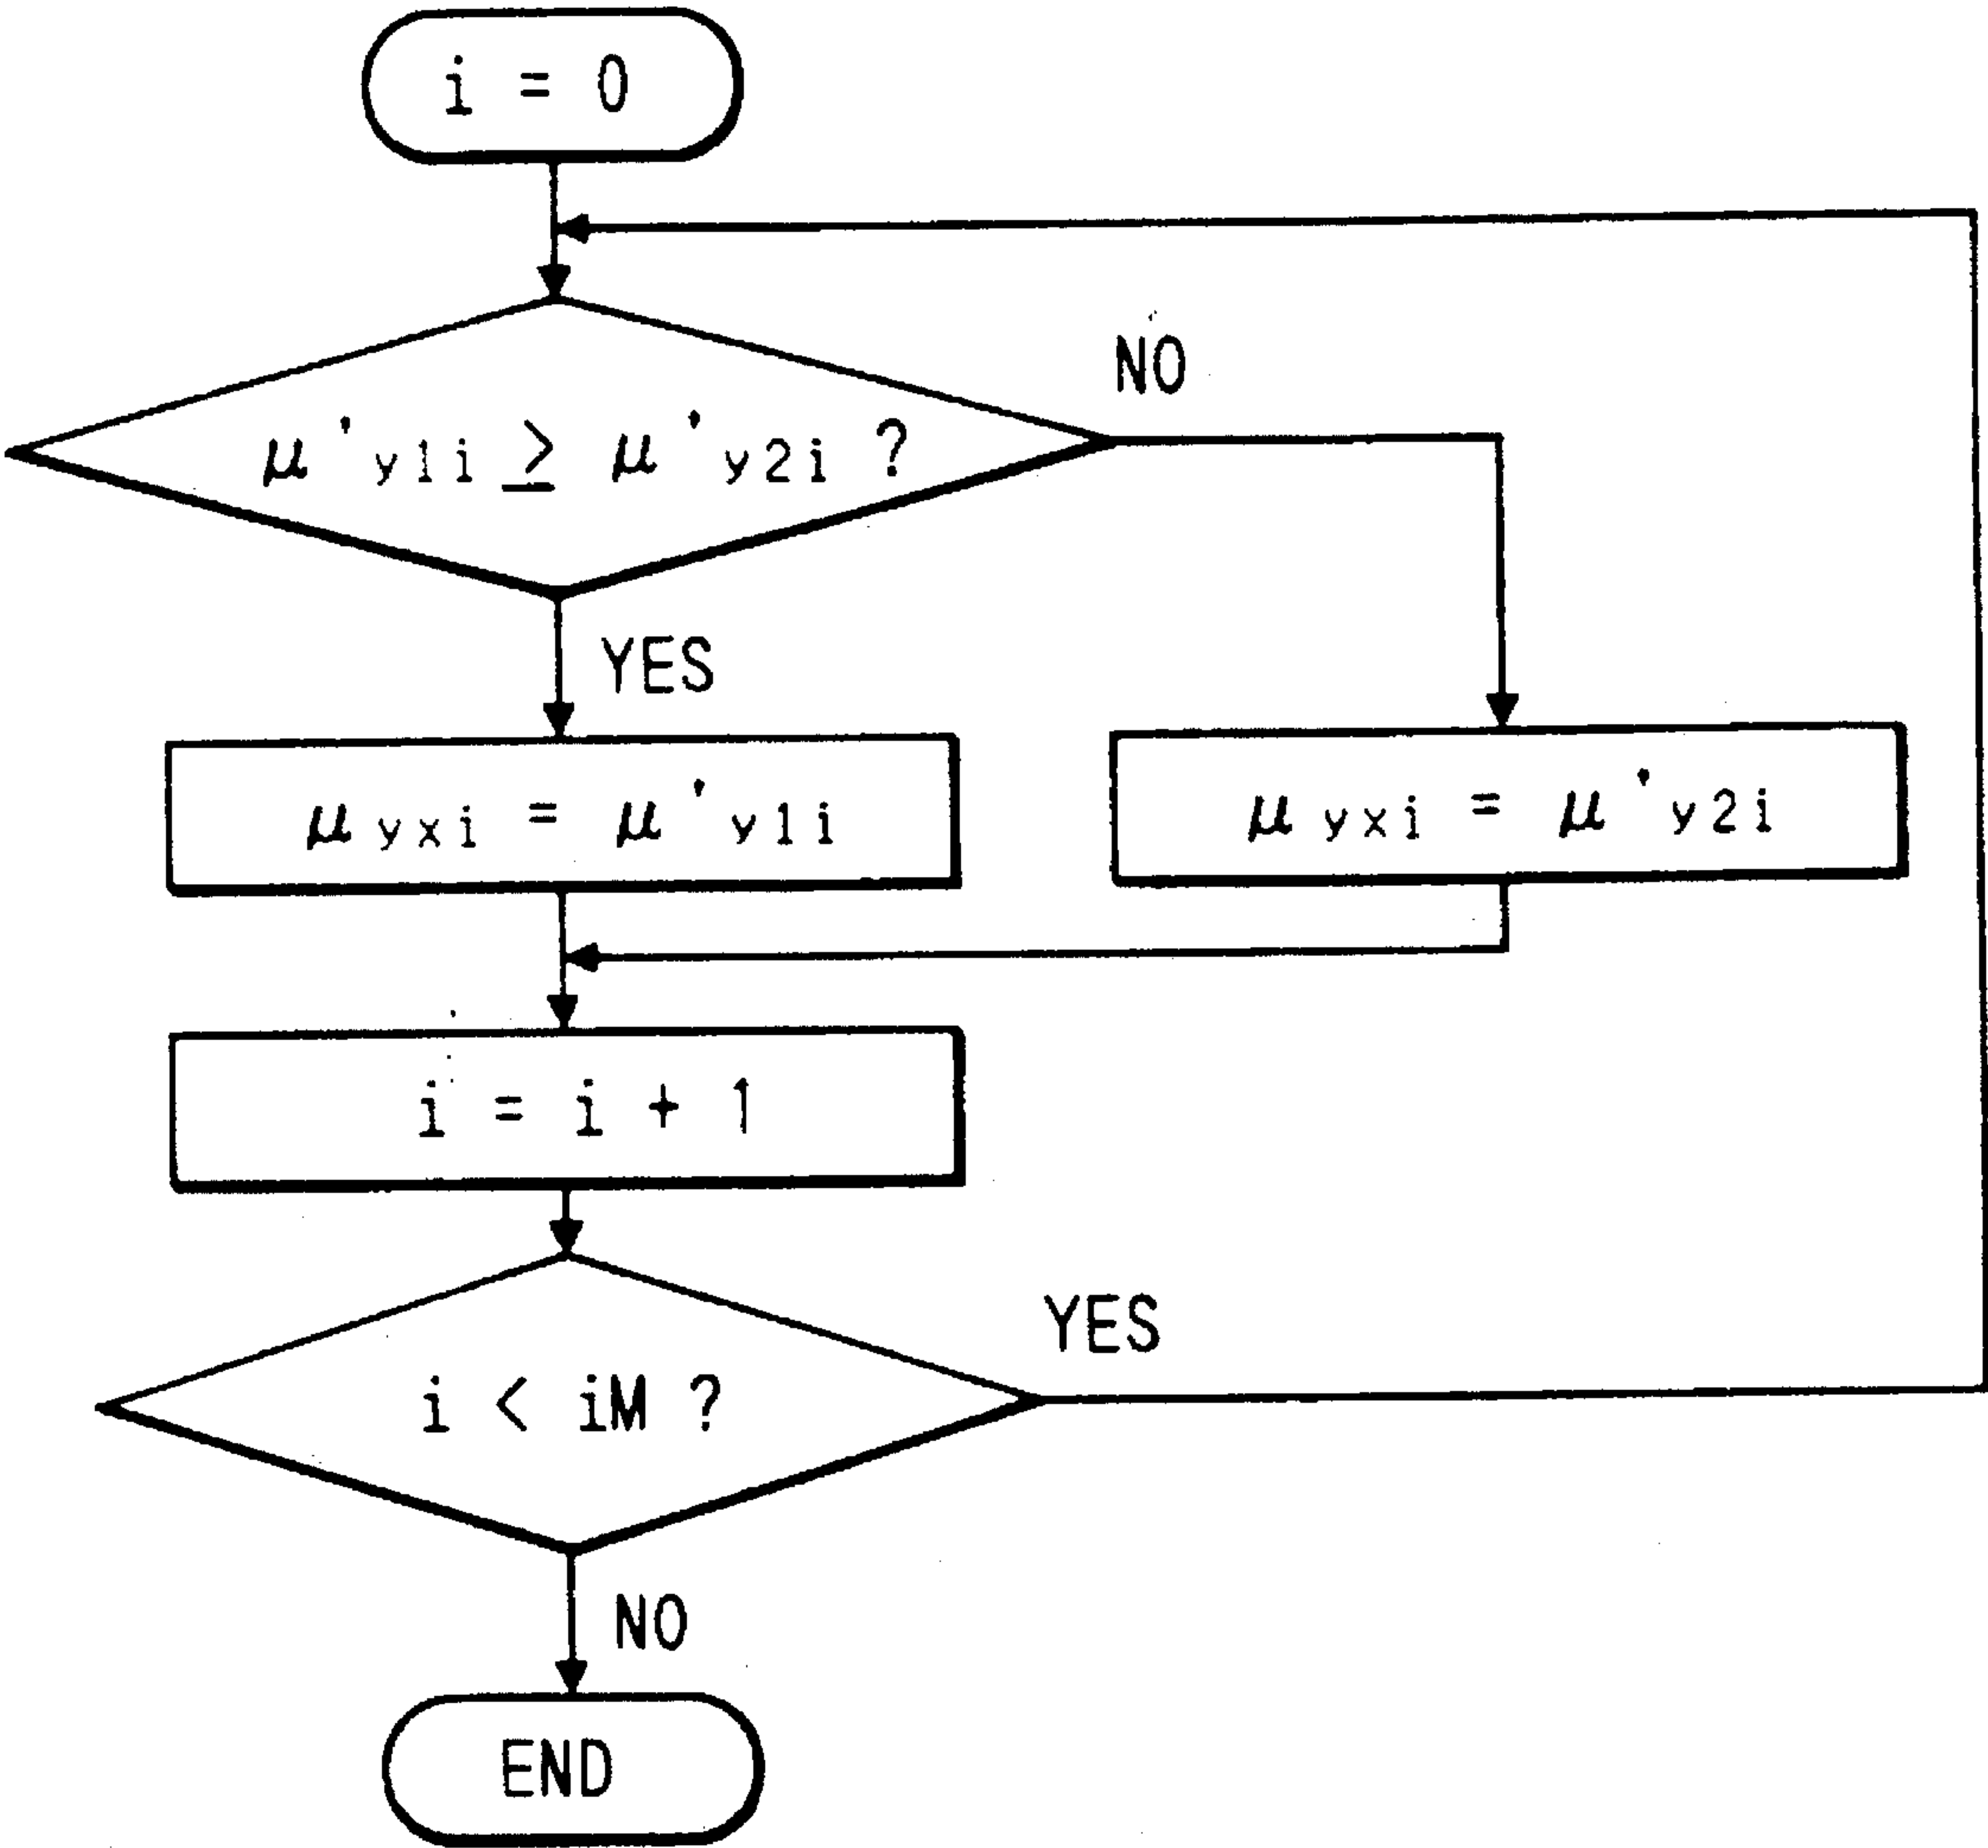 i = 0
NO
μ'y1i ≥ μ'y2i ?
YES
μyxi = μ'y1i
μyxi = μ'y2i
i = i + 1
YES
i < iM ?
NO
END